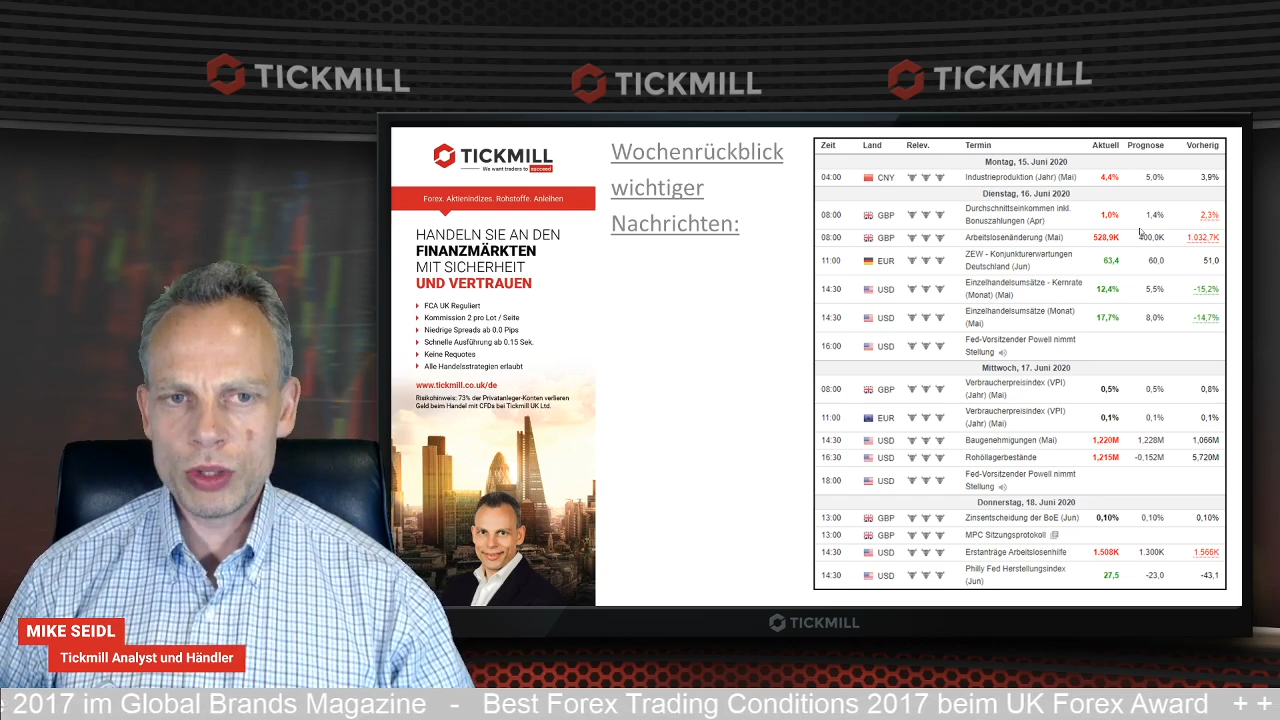 TICKMILL
TICKMILL
TICKMILL
TICKMILL
We want traders to succeed
Forex. Aktienindizes. Rohstoffe. Anleihen
HANDELN SIE AN DEN
FINANZMÄRKTEN
MIT SICHERHEIT
UND VERTRAUEN
FCA UK Reguliert
Kommission 2 pro Lot / Seite
Niedrige Spreads ab 0.0 Pips
Schnelle Ausführung ab 0.15 Sek.
Keine Requotes
Alle Handelsstrategien erlaubt
www.tickmill.co.uk/de
Risikohinweis: 73% der Privatanleger-Konten verlieren
Geld beim Handel mit CFDs bei Tickmill UK Ltd.
Wochenrückblick
wichtiger
Nachrichten:
Zeit Land Relev. Termin Aktuell Prognose Vorherig
Montag, 15. Juni 2020
04:00 CNY Industrieproduktion (Jahr) (Mai) 4,4% 5,0% 3,9%
Dienstag, 16. Juni 2020
08:00 GBP Durchschnittseinkommen inkl. 1,0% 1,4% 2,3%
Bonuszahlungen (Apr)
08:00 GBP Arbeitslosenänderung (Mai) 528,9K 400,0K 1.032,7K
11:00 EUR ZEW - Konjunkturerwartungen 63,4 60,0 51,0
Deutschland (Jun)
14:30 USD Einzelhandelsumsätze - Kernrate 12,4% 5,5% -15,2%
(Monat) (Mai)
14:30 USD Einzelhandelsumsätze (Monat) 17,7% 8,0% -14,7%
(Mai)
16:00 USD Fed-Vorsitzender Powell nimmt
Stellung
Mittwoch, 17. Juni 2020
08:00 GBP Verbraucherpreisindex (VPI) 0,5% 0,5% 0,8%
(Jahr) (Mai)
11:00 EUR Verbraucherpreisindex (VPI) 0,1% 0,1% 0,1%
(Jahr) (Mai)
14:30 USD Baugenehmigungen (Mai) 1,220M 1,228M 1,066M
16:30 USD Rohöllagerbestände 1,215M -0,152M 5,720M
18:00 USD Fed-Vorsitzender Powell nimmt
Stellung
Donnerstag, 18. Juni 2020
13:00 GBP Zinsentscheidung der BoE (Jun) 0,10% 0,10% 0,10%
13:00 GBP MPC Sitzungsprotokoll
14:30 USD Erstanträge Arbeitslosenhilfe 1.508K 1.300K 1.566K
14:30 USD Philly Fed Herstellungsindex 27,5 -23,0 -43,1
(Jun)
TICKMILL
MIKE SEIDL
Tickmill Analyst und Händler
2017 im Global Brands Magazine - Best Forex Trading Conditions 2017 beim UK Forex Award + +